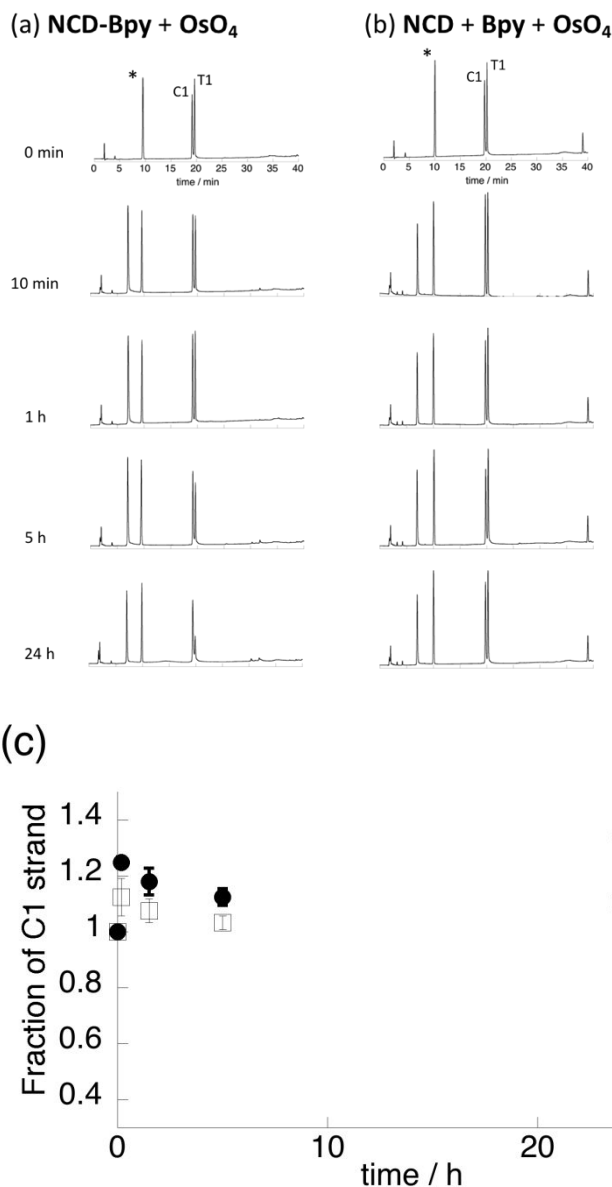 (a) NCD-Bpy + OsO4
(b) NCD + Bpy + OsO4
*
C1
T1
*
C1
T1
0 min
0 5 10 15 20 25 30 35 40
time / min
0 5 10 15 20 25 30 35 40
time / min
10 min
1 h
5 h
24 h
(c)
Fraction of C1 strand
1.4
1.2
1
0.8
0.6
0.4
0 10 20
time / h